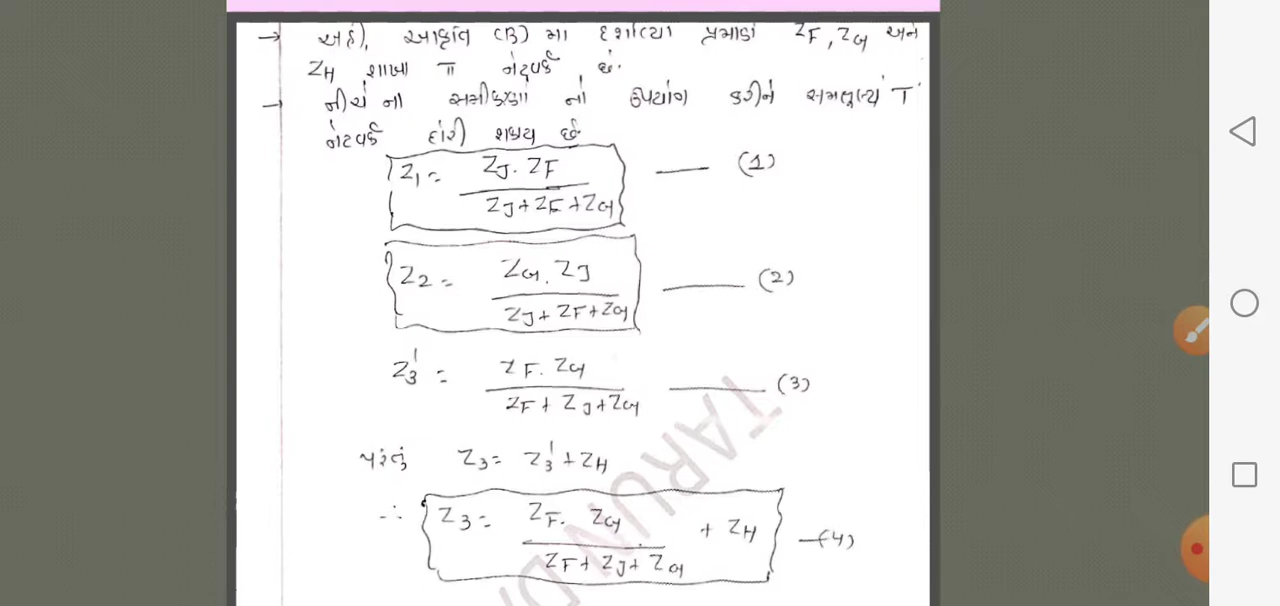 → અહીં, આકૃતિ (B) મા દર્શાવ્યા પ્રમાણે ZF, ZG અને
ZH શાખા π નેટવર્ક છે.
→ નીચેના સમીકરણો નો ઉપયોગ કરીને સમતુલ્ય T
નેટવર્ક દોરી શકાય છે
Z1 = ZJ . ZF / ZJ + ZF + ZG —— (1)
Z2 = ZG . ZJ / ZJ + ZF + ZG —— (2)
Z3' = ZF . ZG / ZF + ZJ + ZG —— (3)
પરંતુ Z3 = Z3' + ZH
∴ Z3 = ZF . ZG / ZF + ZJ + ZG + ZH —(4)
TARUN D